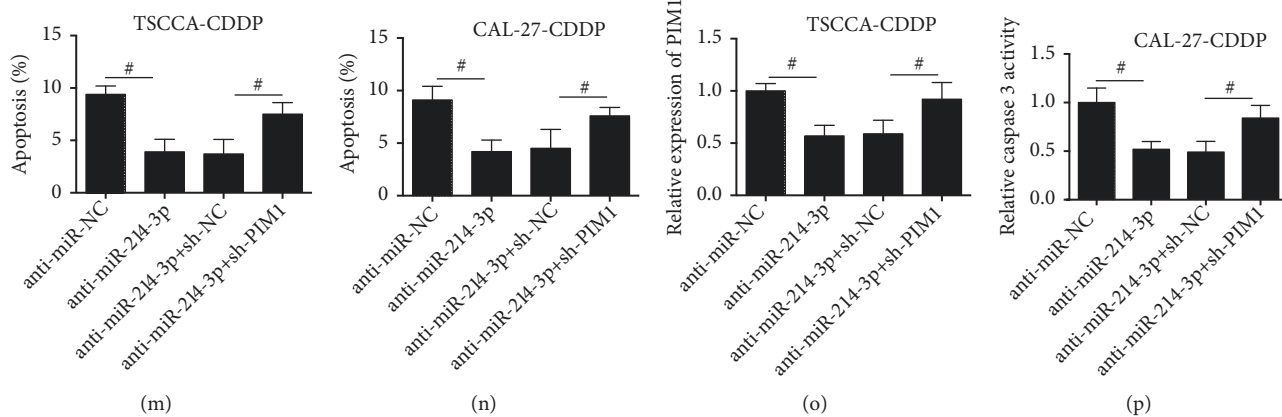 TSCCA-CDDP
Apoptosis (%)
15
10
5
0
#
#
anti-miR-NC
anti-miR-214-3p
anti-miR-214-3p+sh-NC
anti-miR-214-3p+sh-PIM1
(m)
CAL-27-CDDP
Apoptosis (%)
15
10
5
0
#
#
anti-miR-NC
anti-miR-214-3p
anti-miR-214-3p+sh-NC
anti-miR-214-3p+sh-PIM1
(n)
TSCCA-CDDP
Relative expression of PIM1
1.5
1.0
0.5
0.0
#
#
anti-miR-NC
anti-miR-214-3p
anti-miR-214-3p+sh-NC
anti-miR-214-3p+sh-PIM1
(o)
CAL-27-CDDP
Relative caspase 3 activity
1.5
1.0
0.5
0.0
#
#
anti-miR-NC
anti-miR-214-3p
anti-miR-214-3p+sh-NC
anti-miR-214-3p+sh-PIM1
(p)